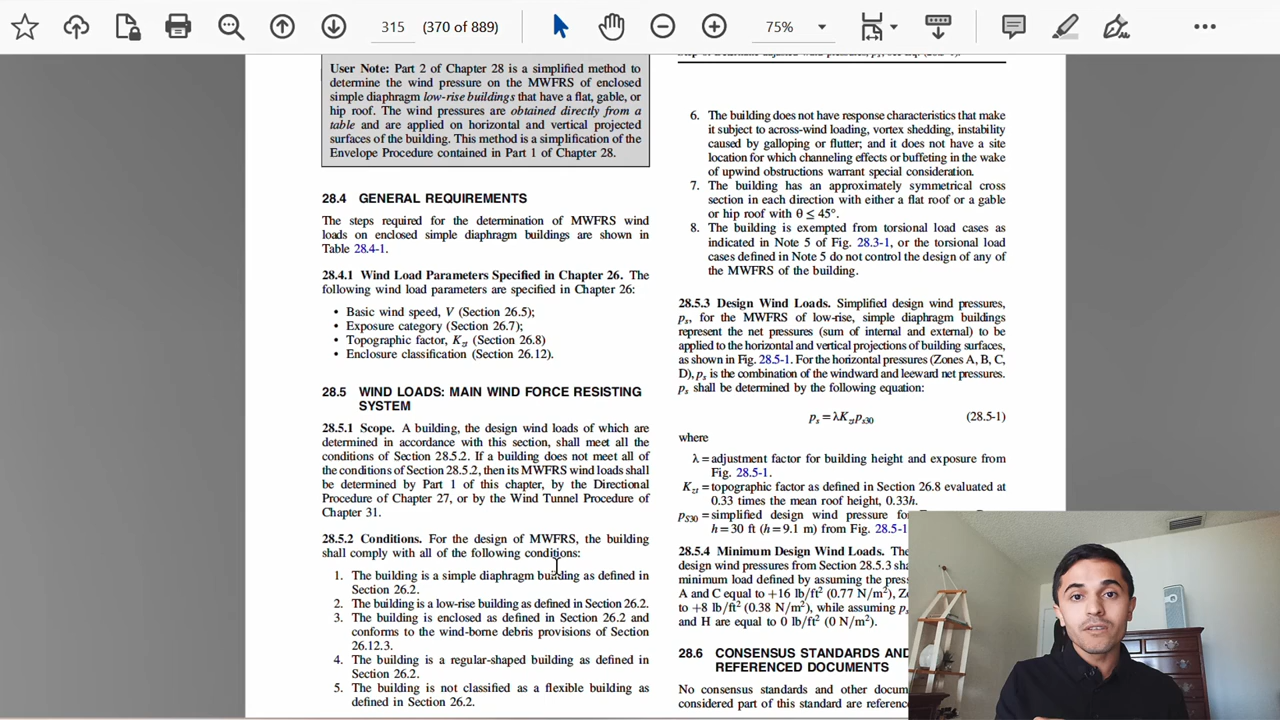 315
(370 of 889)
75%
User Note: Part 2 of Chapter 28 is a simplified method to
determine the wind pressure on the MWFRS of enclosed
simple diaphragm low-rise buildings that have a flat, gable, or
hip roof. The wind pressures are obtained directly from a
table and are applied on horizontal and vertical projected
surfaces of the building. This method is a simplification of the
Envelope Procedure contained in Part 1 of Chapter 28.
28.4 GENERAL REQUIREMENTS
The steps required for the determination of MWFRS wind
loads on enclosed simple diaphragm buildings are shown in
Table 28.4-1.
28.4.1 Wind Load Parameters Specified in Chapter 26. The
following wind load parameters are specified in Chapter 26:
• Basic wind speed, V (Section 26.5);
• Exposure category (Section 26.7);
• Topographic factor, Kzt (Section 26.8)
• Enclosure classification (Section 26.12).
28.5 WIND LOADS: MAIN WIND FORCE RESISTING
SYSTEM
28.5.1 Scope. A building, the design wind loads of which are
determined in accordance with this section, shall meet all the
conditions of Section 28.5.2. If a building does not meet all of
the conditions of Section 28.5.2, then its MWFRS wind loads shall
be determined by Part 1 of this chapter, by the Directional
Procedure of Chapter 27, or by the Wind Tunnel Procedure of
Chapter 31.
28.5.2 Conditions. For the design of MWFRS, the building
shall comply with all of the following conditions:
1. The building is a simple diaphragm building as defined in
Section 26.2.
2. The building is a low-rise building as defined in Section 26.2.
3. The building is enclosed as defined in Section 26.2 and
conforms to the wind-borne debris provisions of Section
26.12.3.
4. The building is a regular-shaped building as defined in
Section 26.2.
5. The building is not classified as a flexible building as
defined in Section 26.2.
6. The building does not have response characteristics that make
it subject to across-wind loading, vortex shedding, instability
caused by galloping or flutter; and it does not have a site
location for which channeling effects or buffeting in the wake
of upwind obstructions warrant special consideration.
7. The building has an approximately symmetrical cross
section in each direction with either a flat roof or a gable
or hip roof with θ ≤ 45°.
8. The building is exempted from torsional load cases as
indicated in Note 5 of Fig. 28.3-1, or the torsional load
cases defined in Note 5 do not control the design of any of
the MWFRS of the building.
28.5.3 Design Wind Loads. Simplified design wind pressures,
ps, for the MWFRS of low-rise, simple diaphragm buildings
represent the net pressures (sum of internal and external) to be
applied to the horizontal and vertical projections of building surfaces,
as shown in Fig. 28.5-1. For the horizontal pressures (Zones A, B, C,
D), ps is the combination of the windward and leeward net pressures.
ps shall be determined by the following equation:
ps = λKztps30 (28.5-1)
where
λ = adjustment factor for building height and exposure from
Fig. 28.5-1.
Kzt = topographic factor as defined in Section 26.8 evaluated at
0.33 times the mean roof height, 0.33h.
pS30 = simplified design wind pressure for
h = 30 ft (h = 9.1 m) from Fig. 28.5-1
28.5.4 Minimum Design Wind Loads. The
design wind pressures from Section 28.5.3 sha
minimum load defined by assuming the pres
A and C equal to +16 lb/ft² (0.77 N/m²), Z
to +8 lb/ft² (0.38 N/m²), while assuming p
and H are equal to 0 lb/ft² (0 N/m²).
28.6 CONSENSUS STANDARDS AND
REFERENCED DOCUMENTS
No consensus standards and other docum
considered part of this standard are referenc